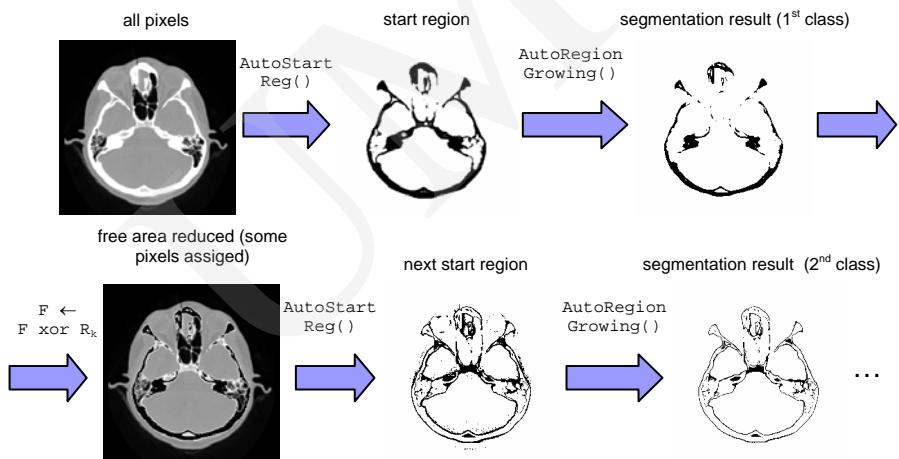 all pixels
start region
segmentation result (1st class)
AutoStart
Reg()
AutoRegion
Growing()
free area reduced (some
pixels assiged)
next start region
segmentation result (2nd class)
F ←
F xor Rk
AutoStart
Reg()
AutoRegion
Growing()
...